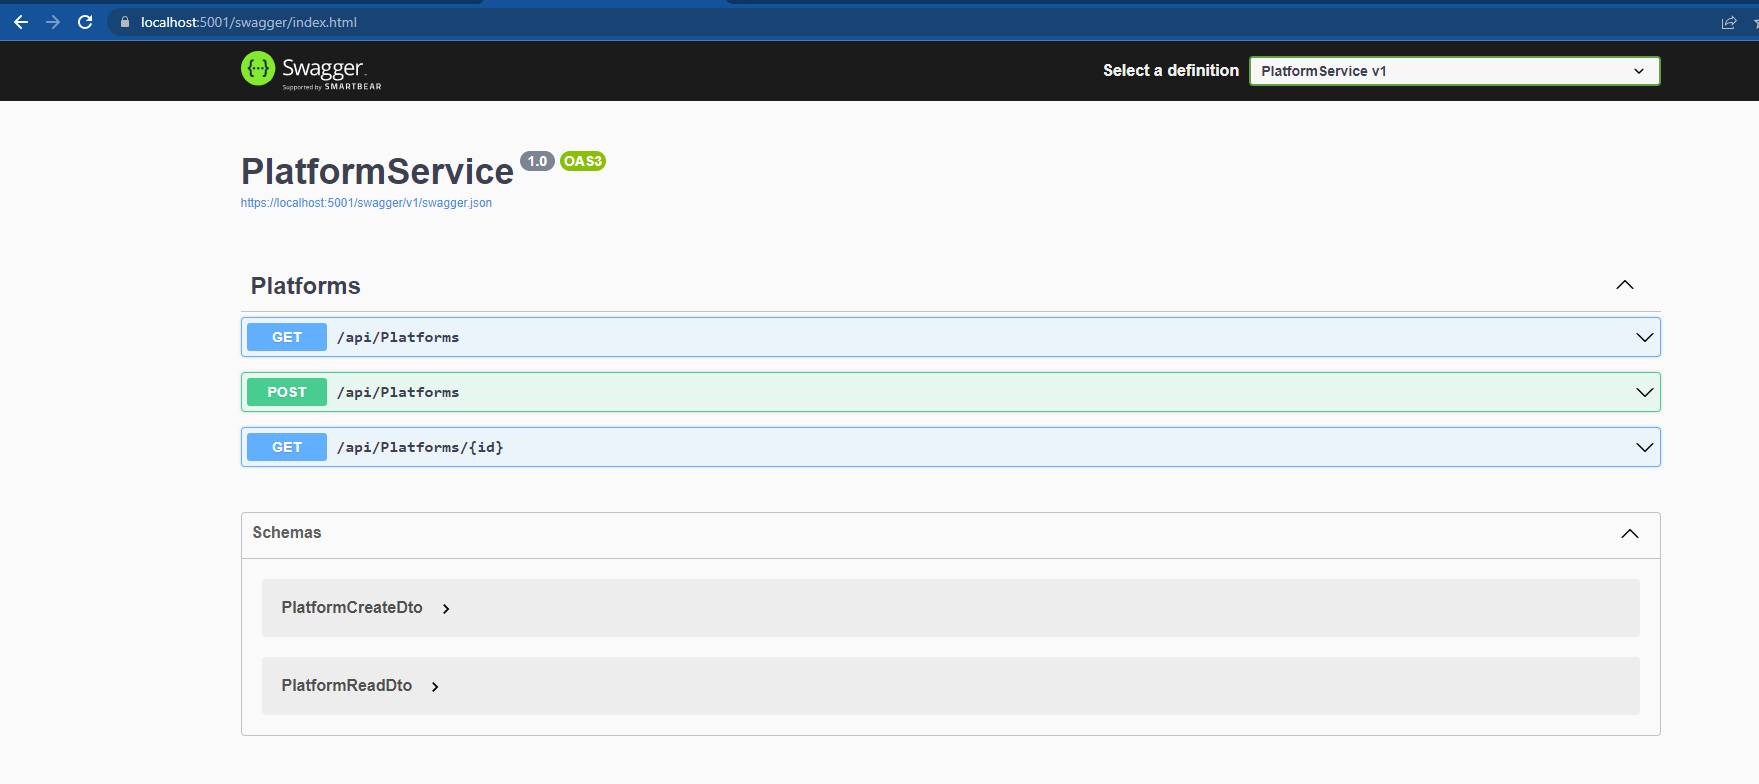 localhost:5001/swagger/index.html
{...} Swagger.
Supported by SMARTBEAR
Select a definition
PlatformService v1
PlatformService 1.0 OAS3
https://localhost:5001/swagger/v1/swagger.json
Platforms
GET /api/Platforms
POST /api/Platforms
GET /api/Platforms/{id}
Schemas
PlatformCreateDto
PlatformReadDto